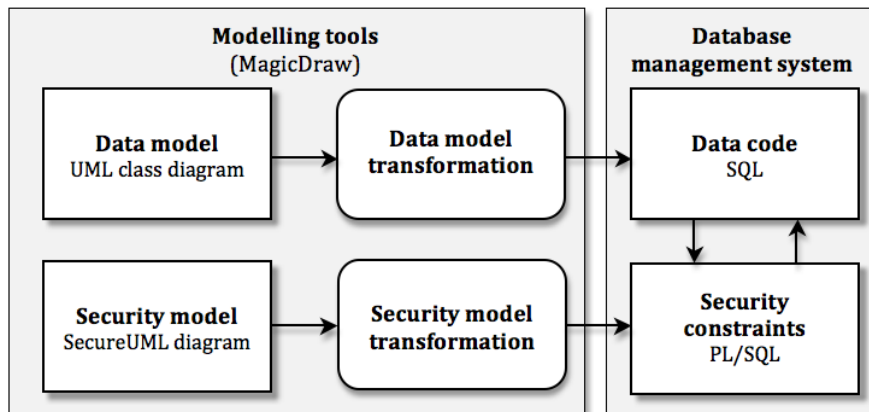 Modelling tools
(MagicDraw)
Database
management system
Data model
UML class diagram
Data model
transformation
Data code
SQL
Security model
SecureUML diagram
Security model
transformation
Security
constraints
PL/SQL